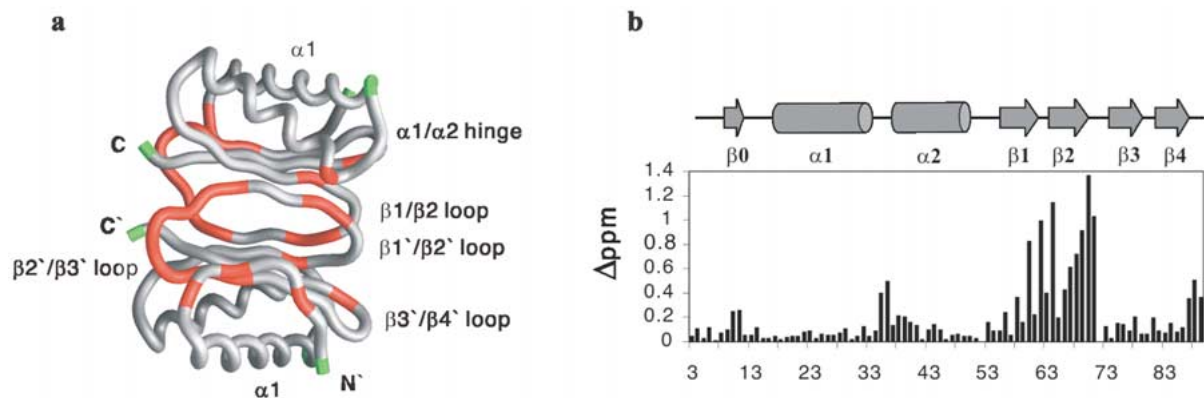 a
α1
α1/α2 hinge
C
β1/β2 loop
C`
β1`/β2` loop
β2`/β3` loop
β3`/β4` loop
α1
N`
b
β0 α1 α2 β1 β2 β3 β4
Δppm
1.4
1.2
1
0.8
0.6
0.4
0.2
0
3 13 23 33 43 53 63 73 83